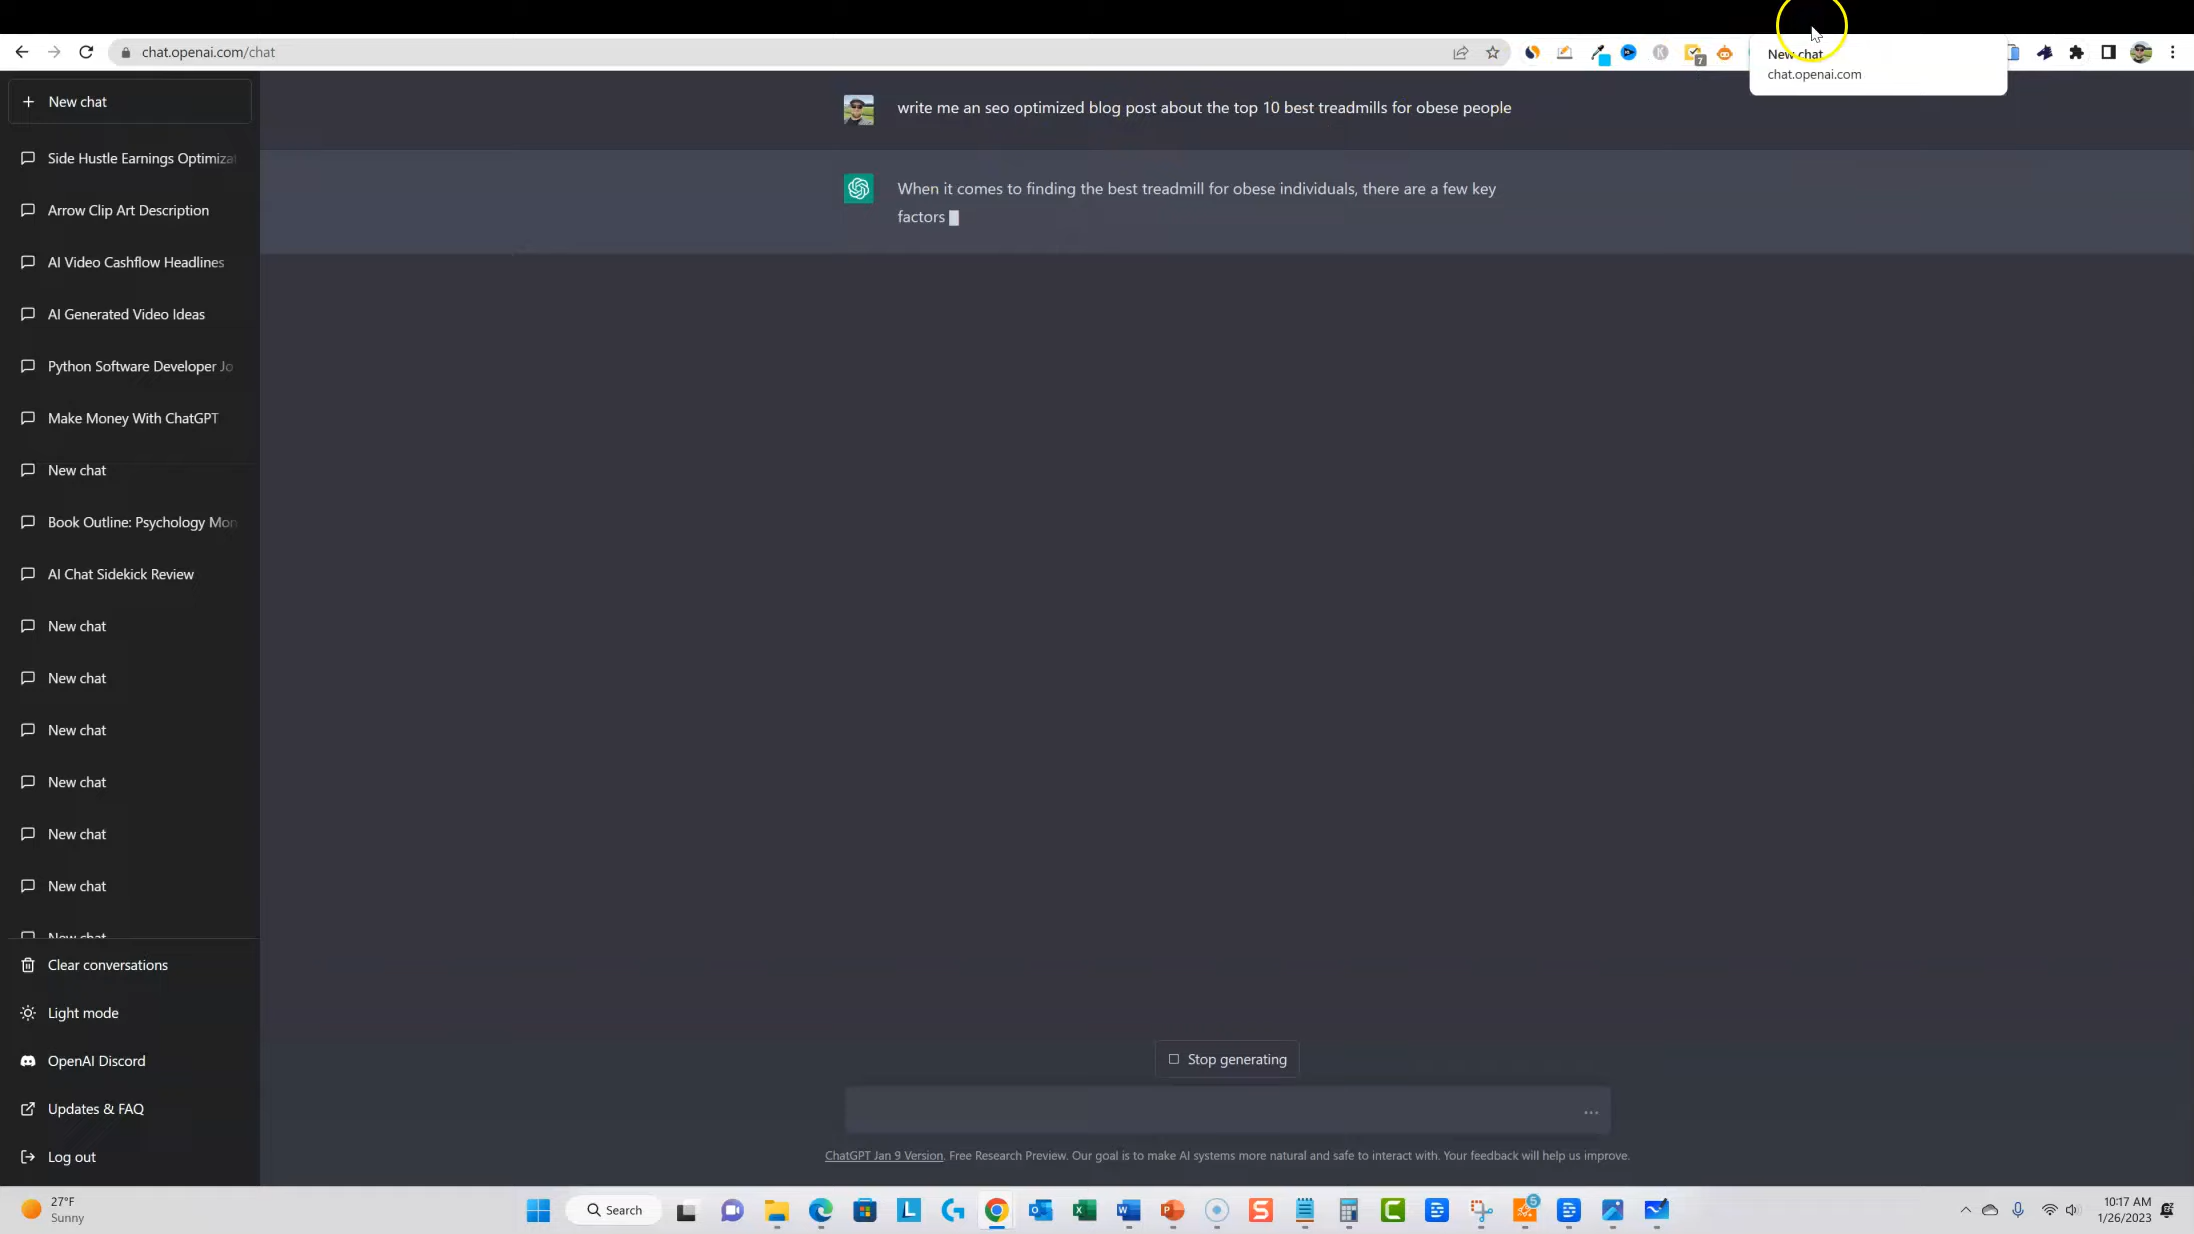 chat.openai.com/chat
7
New chat
chat.openai.com
New chat
Side Hustle Earnings Optimiza
Arrow Clip Art Description
AI Video Cashflow Headlines
AI Generated Video Ideas
Python Software Developer Jo
Make Money With ChatGPT
New chat
Book Outline: Psychology Mon
AI Chat Sidekick Review
New chat
New chat
New chat
New chat
New chat
New chat
New chat
Clear conversations
Light mode
OpenAI Discord
Updates & FAQ
Log out
write me an seo optimized blog post about the top 10 best treadmills for obese people
When it comes to finding the best treadmill for obese individuals, there are a few key
factors
Stop generating
...
ChatGPT Jan 9 Version. Free Research Preview. Our goal is to make AI systems more natural and safe to interact with. Your feedback will help us improve.
27°F
Sunny
Search
5
10:17 AM
1/26/2023